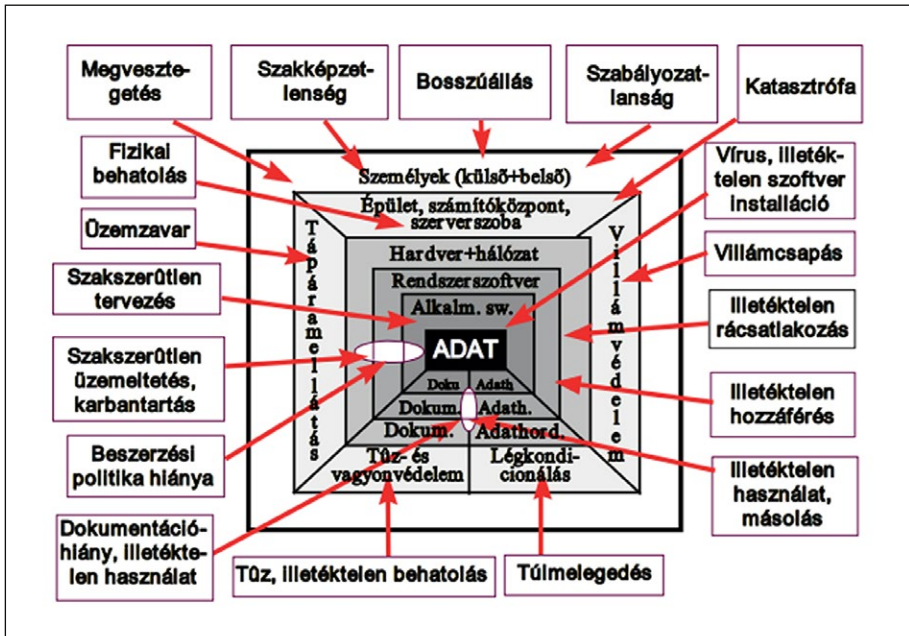 Megveszte-
getés
Szakképzet-
lenség
Bosszúállás
Szabályozat-
lanság
Katasztrófa
Fizikai
behatolás
Üzemzavar
Szakszerűtlen
tervezés
Szakszerűtlen
üzemeltetés,
karbantartás
Beszerzési
politika hiánya
Dokumentáció-
hiány, illetékte-
len használat
Személyek (külsõ+belsõ)
Épület, számítóközpont,
szerverszoba
Tápáramellátás
Hardver+hálózat
Rendszerszoftver
Alkalm. sw.
ADAT
Doku Adath
Dokum. Adath.
Dokum. Adathord.
Tűz- és
vagyonvédelem
Légkondi-
cionálás
Villámvédelem
Vírus, illeték-
telen szoftver
installáció
Villámcsapás
Illetéktelen
rácsatlakozás
Illetéktelen
hozzáférés
Illetéktelen
használat,
másolás
Tűz, illetéktelen behatolás
Túlmelegedés